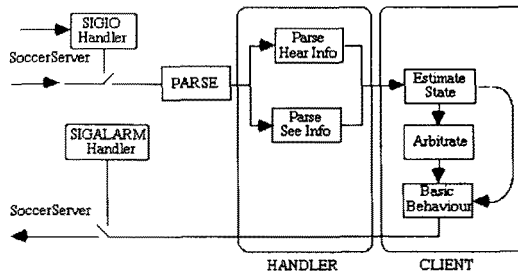 SIGIO
Handler
SoccerServer
PARSE
Parse
Hear Info
Parse
See Info
Estimate
State
Arbitrate
Basic
Behaviour
SIGALARM
Handler
SoccerServer
HANDLER
CLIENT